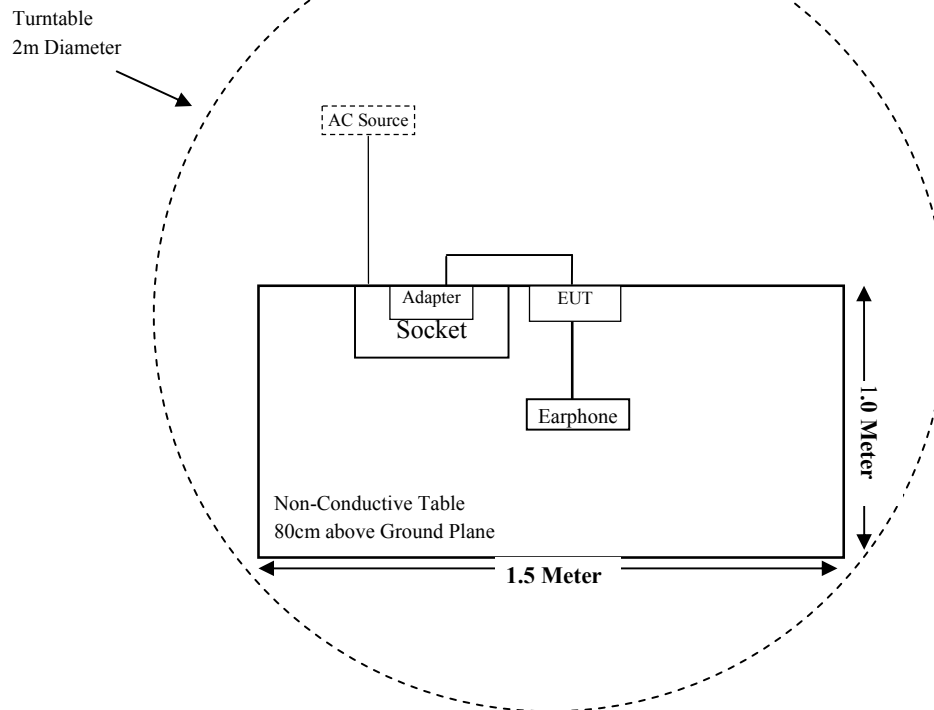 Turntable
2m Diameter
AC Source
Adapter
EUT
Socket
Earphone
1.0 Meter
Non-Conductive Table
80cm above Ground Plane
1.5 Meter